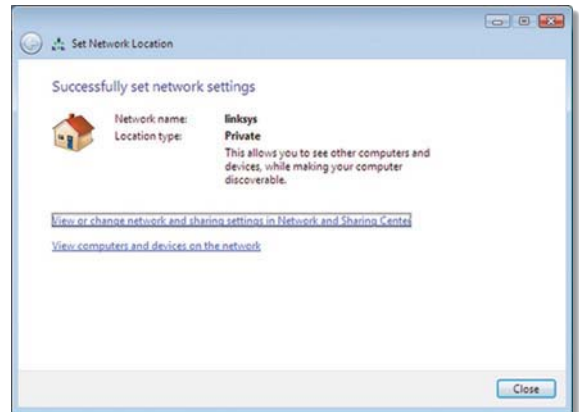 Set Network Location
Successfully set network settings
Network name: linksys
Location type: Private
This allows you to see other computers and
devices, while making your computer
discoverable.
View or change network and sharing settings in Network and Sharing Center
View computers and devices on the network
Close